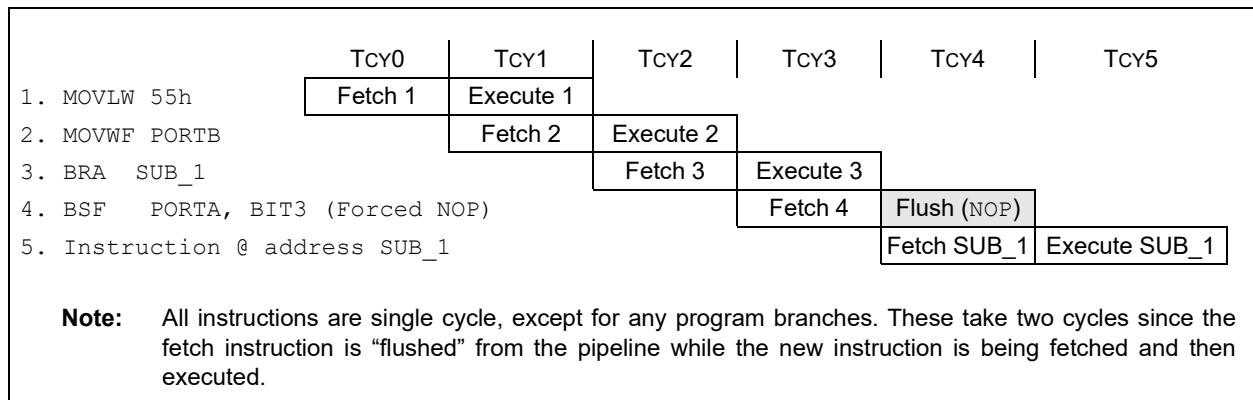 TCY0 TCY1 TCY2 TCY3 TCY4 TCY5
1. MOVLW 55h Fetch 1 Execute 1
2. MOVWF PORTB Fetch 2 Execute 2
3. BRA SUB_1 Fetch 3 Execute 3
4. BSF PORTA, BIT3 (Forced NOP) Fetch 4 Flush (NOP)
5. Instruction @ address SUB_1 Fetch SUB_1 Execute SUB_1
Note: All instructions are single cycle, except for any program branches. These take two cycles since the
fetch instruction is “flushed” from the pipeline while the new instruction is being fetched and then
executed.